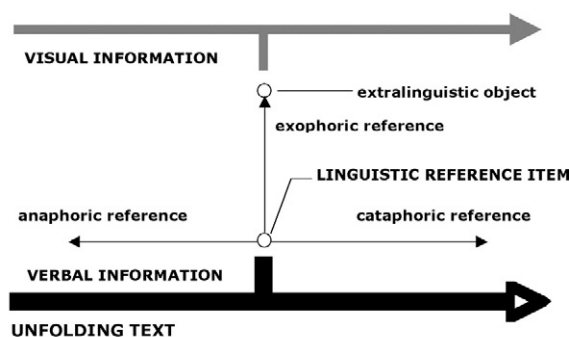 VISUAL INFORMATION
extralinguistic object
exophoric reference
LINGUISTIC REFERENCE ITEM
anaphoric reference
cataphoric reference
VERBAL INFORMATION
UNFOLDING TEXT